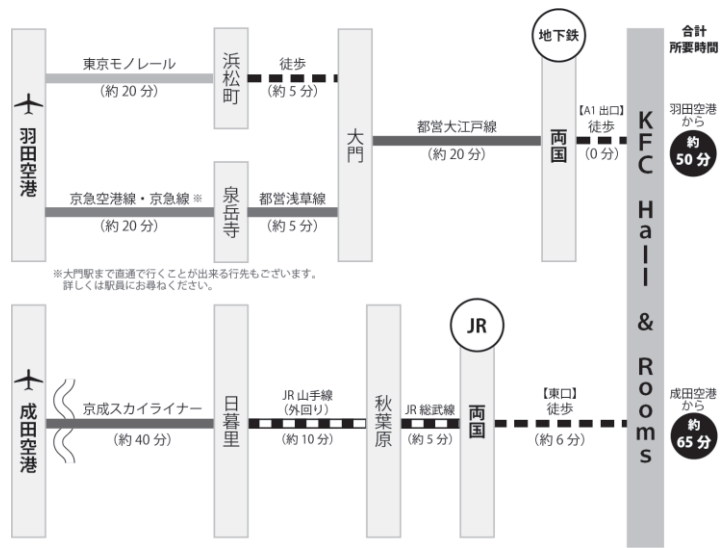 地下鉄
合計
所要時間
東京モノレール
(約 20 分)
浜松町
徒歩
(約 5 分)
羽田空港
大門
都営大江戸線
(約 20 分)
両国
【A1 出口】
徒歩
(0 分)
羽田空港
から
約
50 分
京急空港線・京急線 ※
(約 20 分)
泉岳寺
都営浅草線
(約 5 分)
※大門駅まで直通で行くことが出来る行先もございます。
詳しくは駅員にお尋ねください。
KFC Hall & Rooms
JR
成田空港
京成スカイライナー
(約 40 分)
日暮里
JR 山手線
(外回り)
(約 10 分)
秋葉原
JR 総武線
(約 5 分)
両国
【東口】
徒歩
(約 6 分)
成田空港
から
約
65 分